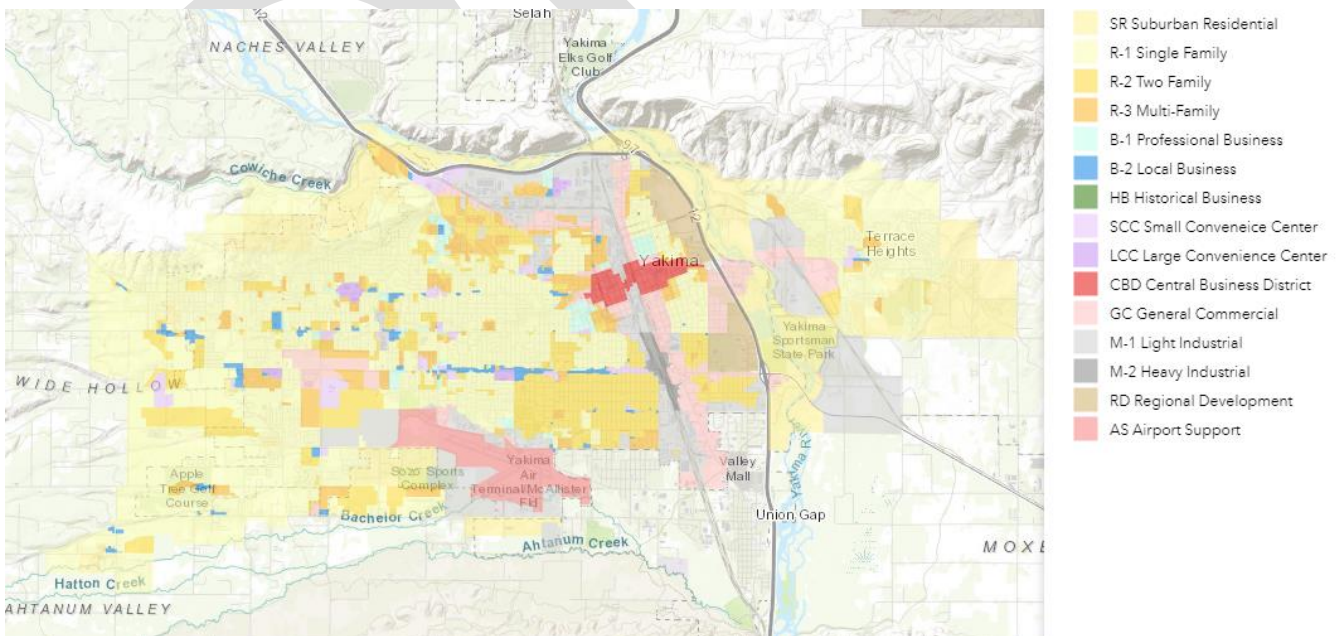 Selah
12
NACHES VALLEY
Yakima
Elks Golf
Club
97
Cowiche Creek
12
Terrace
Heights
Yakima
Yakima
Sportsman
State Park
WIDE HOLLOW
Apple
Tree Golf
Course
Sozo Sports
Complex
Yakima
Air
Terminal/McAllister
Fld
Valley
Mall
Yakima R
Bachelor Creek
Union Gap
Ahtanum Creek
MOXE
Hatton Creek
AHTANUM VALLEY
SR Suburban Residential
R-1 Single Family
R-2 Two Family
R-3 Multi-Family
B-1 Professional Business
B-2 Local Business
HB Historical Business
SCC Small Conveneice Center
LCC Large Convenience Center
CBD Central Business District
GC General Commercial
M-1 Light Industrial
M-2 Heavy Industrial
RD Regional Development
AS Airport Support